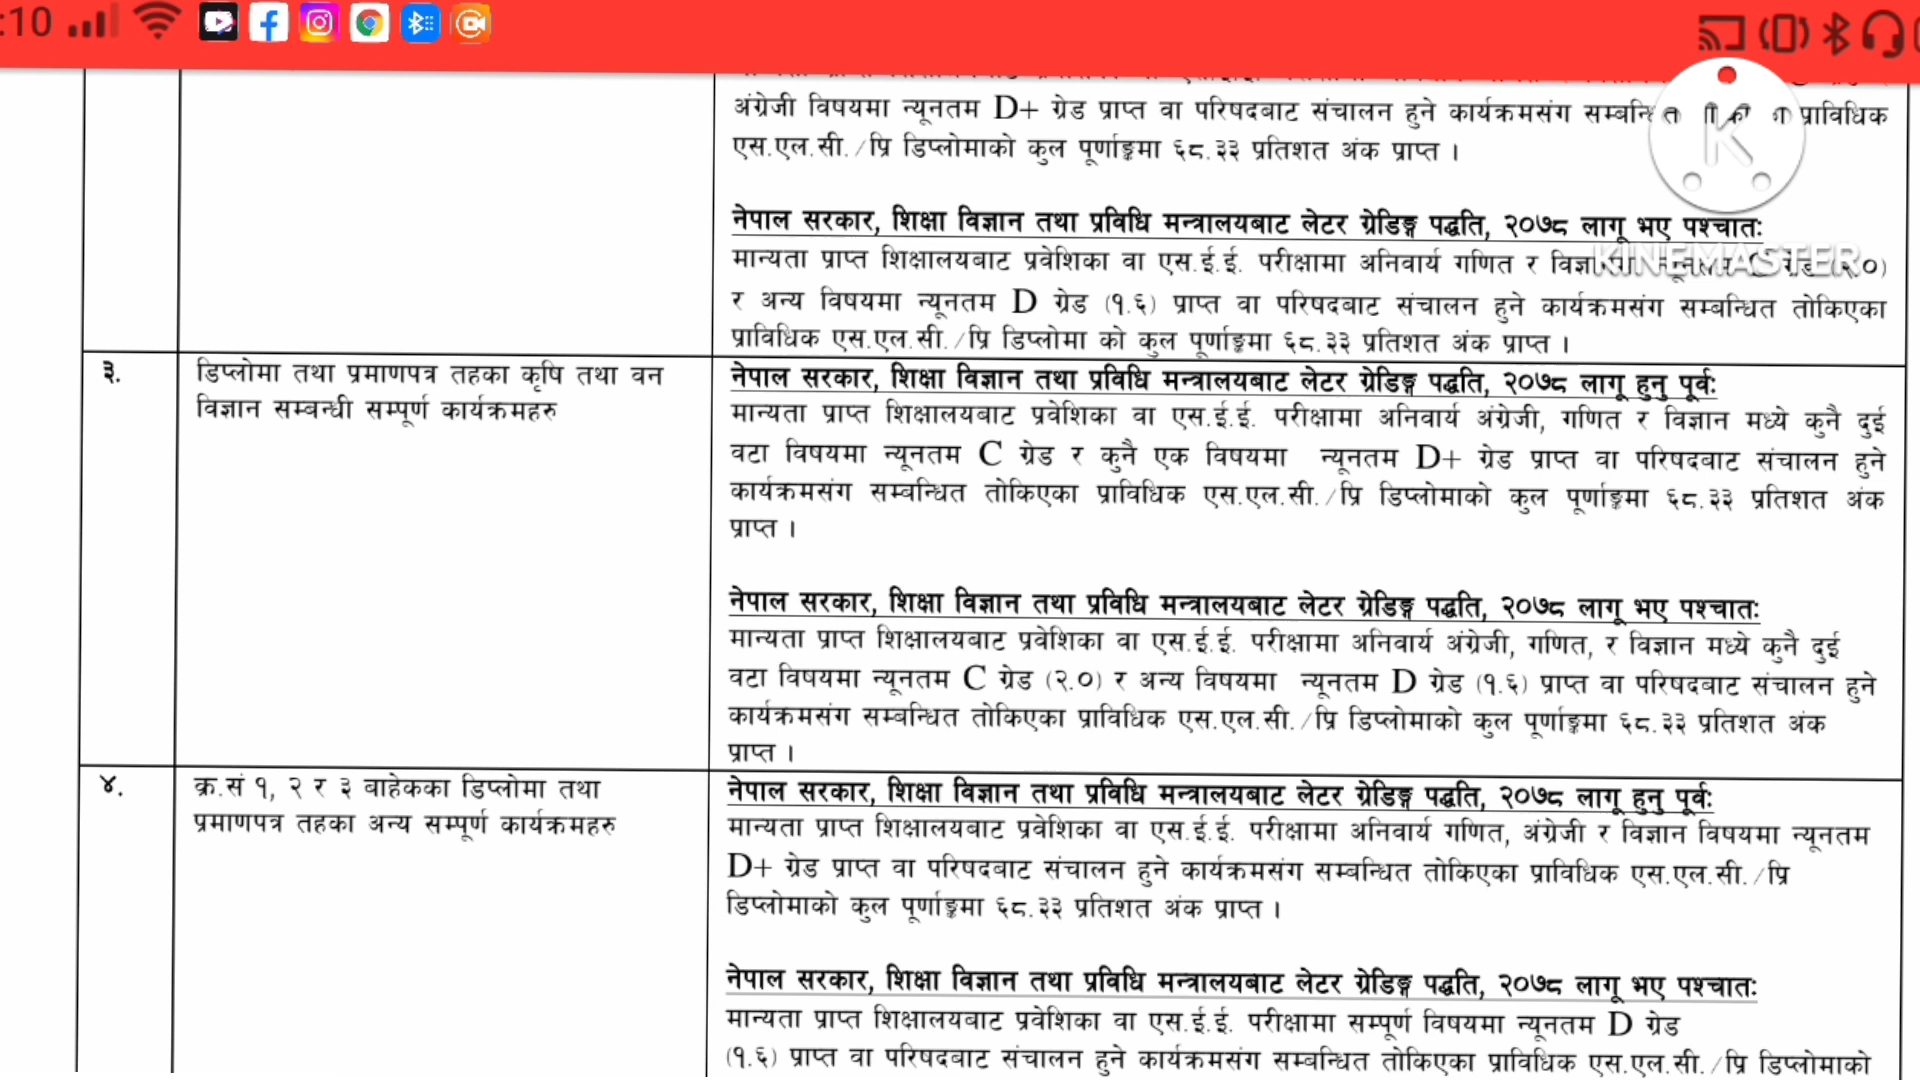 :10
अंग्रेजी विषयमा न्यूनतम D+ ग्रेड प्राप्त वा परिषदबाट संचालन हुने कार्यक्रमसंग सम्बन्धित प्राविधिक
एस.एल.सी./प्रि डिप्लोमाको कुल पूर्णाङ्कमा ६८.३३ प्रतिशत अंक प्राप्त ।
नेपाल सरकार, शिक्षा विज्ञान तथा प्रविधि मन्त्रालयबाट लेटर ग्रेडिङ्ग पद्धति, २०७८ लागू भए पश्चातः
मान्यता प्राप्त शिक्षालयबाट प्रवेशिका वा एस.ई.ई. परीक्षामा अनिवार्य गणित र ग्रेड
KINEMASTER
र अन्य विषयमा न्यूनतम D ग्रेड (१.६) प्राप्त वा परिषदबाट संचालन हुने कार्यक्रमसंग सम्बन्धित तोकिएका
प्राविधिक एस.एल.सी./प्रि डिप्लोमा को कुल पूर्णाङ्कमा ६८.३३ प्रतिशत अंक प्राप्त ।
३.
डिप्लोमा तथा प्रमाणपत्र तहका कृषि तथा वन
विज्ञान सम्बन्धी सम्पूर्ण कार्यक्रमहरु
नेपाल सरकार, शिक्षा विज्ञान तथा प्रविधि मन्त्रालयबाट लेटर ग्रेडिङ्ग पद्धति, २०७८ लागू हुनु पूर्वः
मान्यता प्राप्त शिक्षालयबाट प्रवेशिका वा एस.ई.ई. परीक्षामा अनिवार्य अंग्रेजी, गणित र विज्ञान मध्ये कुनै दुई
वटा विषयमा न्यूनतम C ग्रेड र कुनै एक विषयमा न्यूनतम D+ ग्रेड प्राप्त वा परिषदबाट संचालन हुने
कार्यक्रमसंग सम्बन्धित तोकिएका प्राविधिक एस.एल.सी./प्रि डिप्लोमाको कुल पूर्णाङ्कमा ६८.३३ प्रतिशत अंक
प्राप्त ।
नेपाल सरकार, शिक्षा विज्ञान तथा प्रविधि मन्त्रालयबाट लेटर ग्रेडिङ्ग पद्धति, २०७८ लागू भए पश्चातः
मान्यता प्राप्त शिक्षालयबाट प्रवेशिका वा एस.ई.ई. परीक्षामा अनिवार्य अंग्रेजी, गणित, र विज्ञान मध्ये कुनै दुई
वटा विषयमा न्यूनतम C ग्रेड (२.०) र अन्य विषयमा न्यूनतम D ग्रेड (१.६) प्राप्त वा परिषदबाट संचालन हुने
कार्यक्रमसंग सम्बन्धित तोकिएका प्राविधिक एस.एल.सी./प्रि डिप्लोमाको कुल पूर्णाङ्कमा ६८.३३ प्रतिशत अंक
प्राप्त ।
४.
क्र.सं १, २ र ३ बाहेकका डिप्लोमा तथा
प्रमाणपत्र तहका अन्य सम्पूर्ण कार्यक्रमहरु
नेपाल सरकार, शिक्षा विज्ञान तथा प्रविधि मन्त्रालयबाट लेटर ग्रेडिङ्ग पद्धति, २०७८ लागू हुनु पूर्वः
मान्यता प्राप्त शिक्षालयबाट प्रवेशिका वा एस.ई.ई. परीक्षामा अनिवार्य गणित, अंग्रेजी र विज्ञान विषयमा न्यूनतम
D+ ग्रेड प्राप्त वा परिषदबाट संचालन हुने कार्यक्रमसंग सम्बन्धित तोकिएका प्राविधिक एस.एल.सी./प्रि
डिप्लोमाको कुल पूर्णाङ्कमा ६८.३३ प्रतिशत अंक प्राप्त ।
नेपाल सरकार, शिक्षा विज्ञान तथा प्रविधि मन्त्रालयबाट लेटर ग्रेडिङ्ग पद्धति, २०७८ लागू भए पश्चातः
मान्यता प्राप्त शिक्षालयबाट प्रवेशिका वा एस.ई.ई. परीक्षामा सम्पूर्ण विषयमा न्यूनतम D ग्रेड
(१.६) प्राप्त वा परिषदबाट संचालन हुने कार्यक्रमसंग सम्बन्धित तोकिएका प्राविधिक एस.एल.सी./प्रि डिप्लोमाको